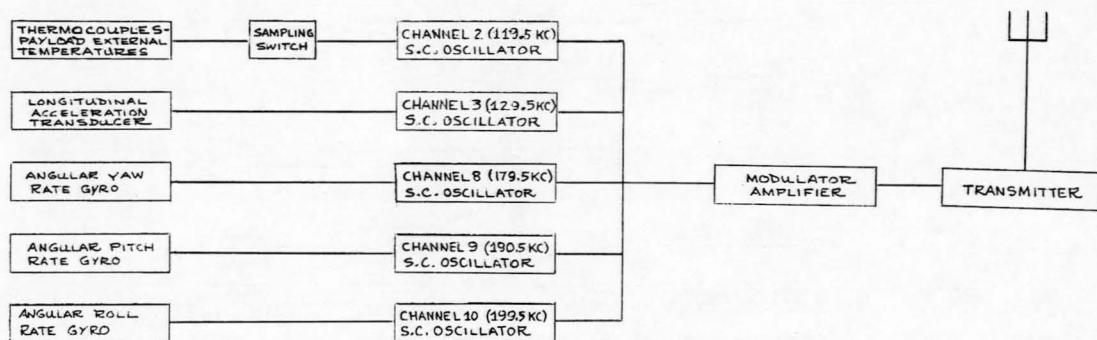 THERMOCOUPLES-
PAYLOAD EXTERNAL
TEMPERATURES
SAMPLING
SWITCH
CHANNEL 2 (119.5 KC)
S.C. OSCILLATOR
LONGITUDINAL
ACCELERATION
TRANSDUCER
CHANNEL 3 (129.5KC)
S.C. OSCILLATOR
ANGULAR YAW
RATE GYRO
CHANNEL 8 (179.5KC)
S.C. OSCILLATOR
MODULATOR
AMPLIFIER
TRANSMITTER
ANGULAR PITCH
RATE GYRO
CHANNEL 9 (190.5KC)
S.C. OSCILLATOR
ANGULAR ROLL
RATE GYRO
CHANNEL 10 (199.5KC)
S.C. OSCILLATOR